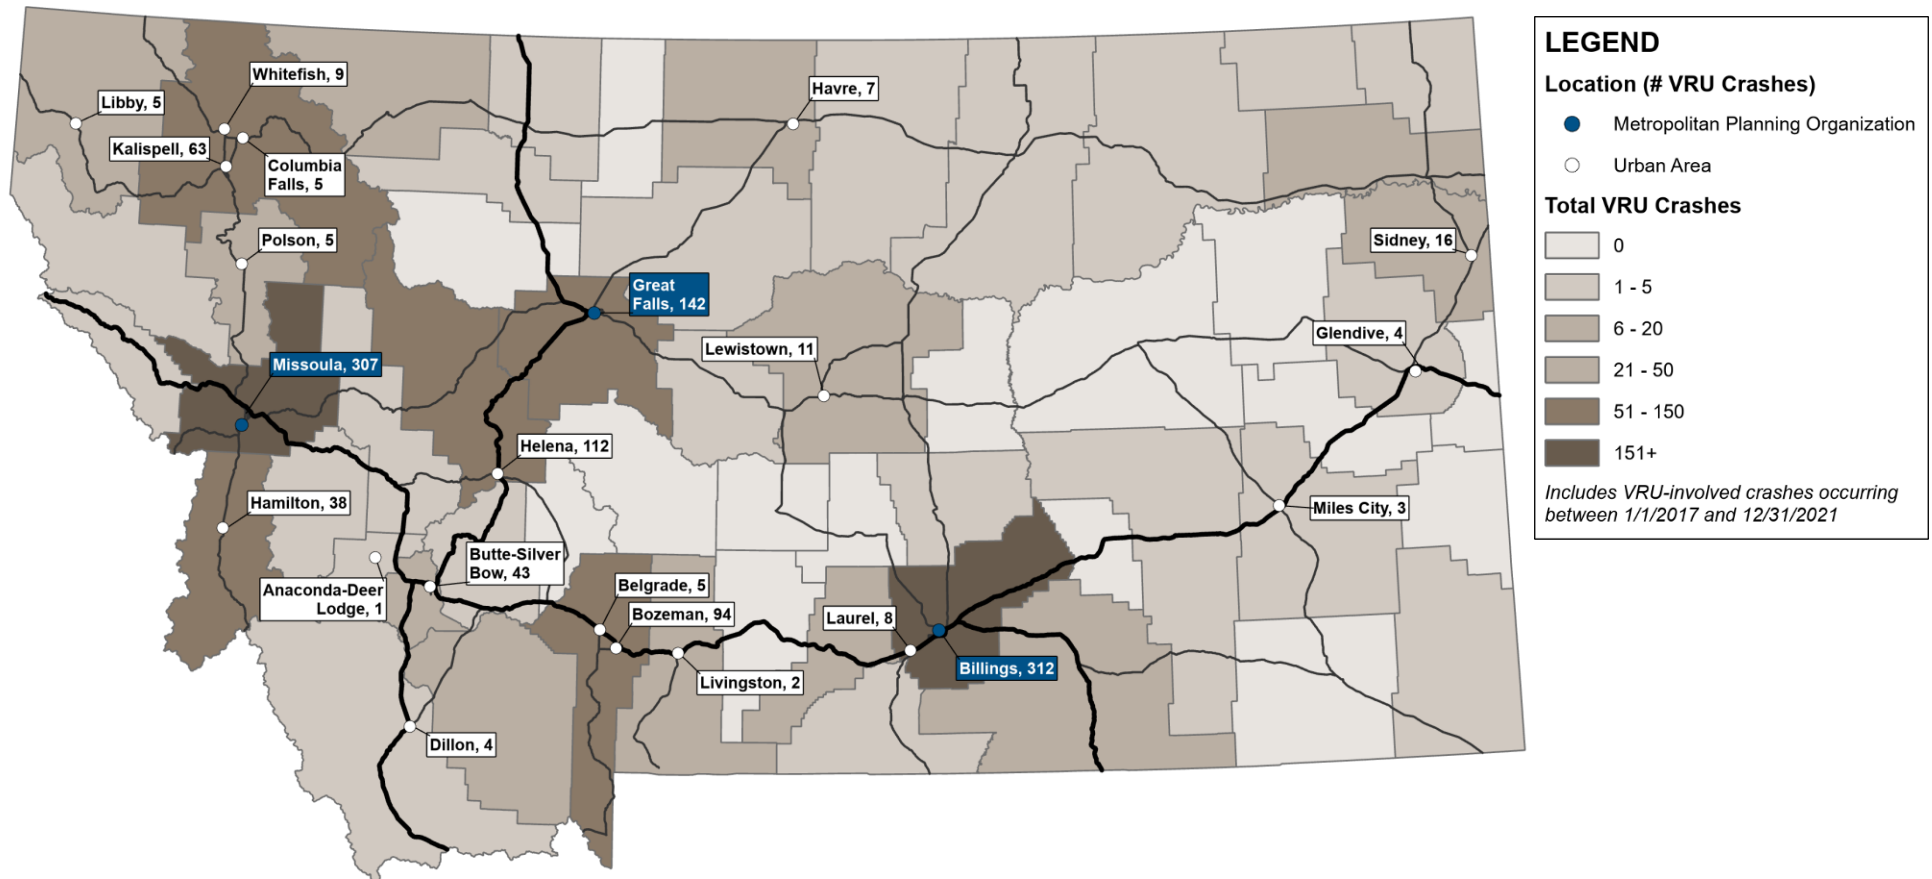 Whitefish, 9
Libby, 5
Kalispell, 63
Columbia
Falls, 5
Polson, 5
Havre, 7
Great
Falls, 142
Sidney, 16
Glendive, 4
Lewistown, 11
Missoula, 307
Helena, 112
Hamilton, 38
Miles City, 3
Butte-Silver
Bow, 43
Anaconda-Deer
Lodge, 1
Belgrade, 5
Bozeman, 94
Laurel, 8
Billings, 312
Livingston, 2
Dillon, 4
LEGEND
Location (# VRU Crashes)
Metropolitan Planning Organization
Urban Area
Total VRU Crashes
0
1 - 5
6 - 20
21 - 50
51 - 150
151+
Includes VRU-involved crashes occurring
between 1/1/2017 and 12/31/2021